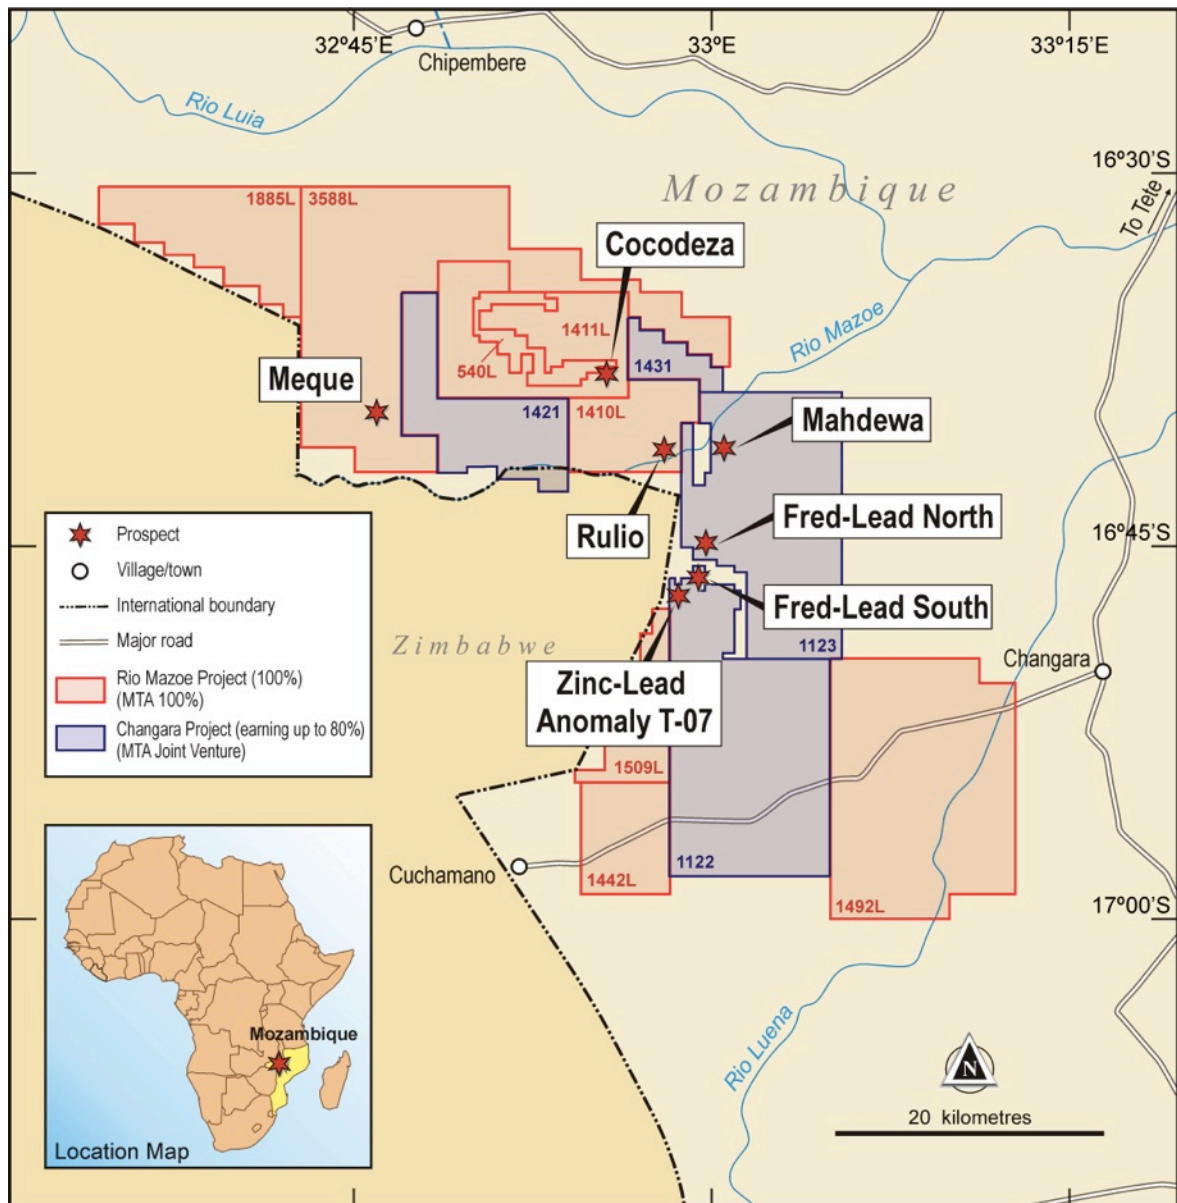 32º45'E
33ºE
33º15'E
Chipembere
Rio Luia
16º30'S
Mozambique
To Tete
1885L
3588L
Cocodeza
Rio Mazoe
1411L
540L
1431
Meque
1421
1410L
Mahdewa
Rulio
Fred-Lead North
16º45'S
Prospect
Village/town
International boundary
Major road
Rio Mazoe Project (100%)
(MTA 100%)
Changara Project (earning up to 80%)
(MTA Joint Venture)
Zimbabwe
Fred-Lead South
1123
Changara
Zinc-Lead
Anomaly T-07
1509L
Cuchamano
1442L
1122
1492L
17º00'S
Rio Luena
Mozambique
Location Map
N
20 kilometres